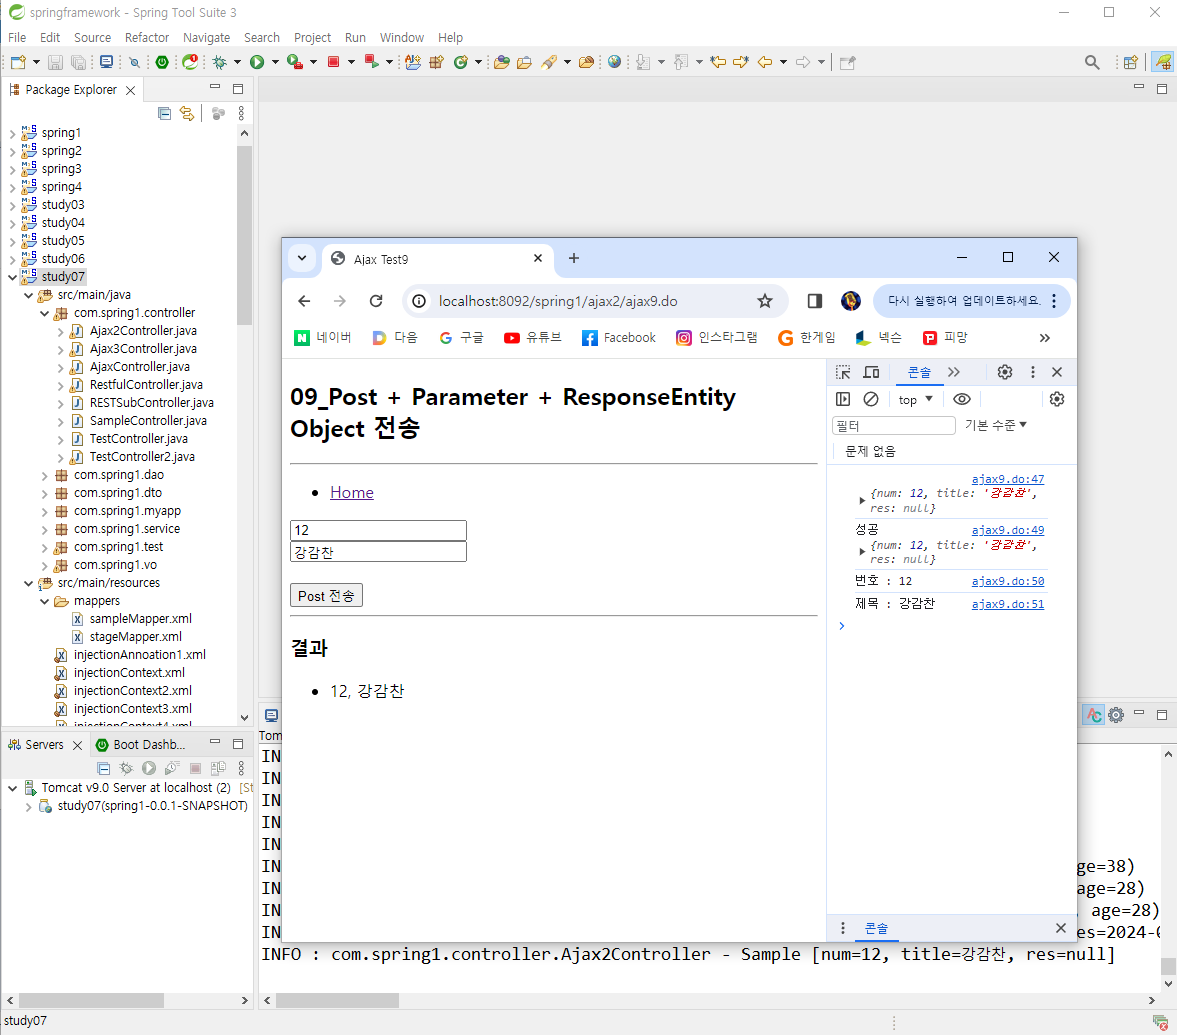 springframework - Spring Tool Suite 3
File Edit Source Refactor Navigate Search Project Run Window Help
Package Explorer
spring1
spring2
spring3
spring4
study03
study04
study05
study06
study07
src/main/java
com.spring1.controller
Ajax2Controller.java
Ajax3Controller.java
AjaxController.java
RestfulController.java
RESTSubController.java
SampleController.java
TestController.java
TestController2.java
com.spring1.dao
com.spring1.dto
com.spring1.myapp
com.spring1.service
com.spring1.test
com.spring1.vo
src/main/resources
mappers
sampleMapper.xml
stageMapper.xml
injectionAnnoation1.xml
injectionContext.xml
injectionContext2.xml
injectionContext3.xml
injectionContext4.xml
Servers Boot Dashb...
Tomcat v9.0 Server at localhost (2) [St
study07(spring1-0.0.1-SNAPSHOT)
Ajax Test9
localhost:8092/spring1/ajax2/ajax9.do
다시 실행하여 업데이트하세요.
네이버 다음 구글 유튜브 Facebook 인스타그램 한게임 넥슨 피망
09_Post + Parameter + ResponseEntity
Object 전송
Home
12
강감찬
Post 전송
결과
12, 강감찬
콘솔
top
필터 기본 수준
문제 없음
ajax9.do:47
{num: 12, title: '강감찬',
res: null}
성공 ajax9.do:49
{num: 12, title: '강감찬',
res: null}
번호 : 12 ajax9.do:50
제목 : 강감찬 ajax9.do:51
콘솔
Tom
IN
IN
IN
IN
IN
IN ge=38)
IN age=28)
IN , age=28)
IN es=2024-0
INFO : com.spring1.controller.Ajax2Controller - Sample [num=12, title=강감찬, res=null]
study07